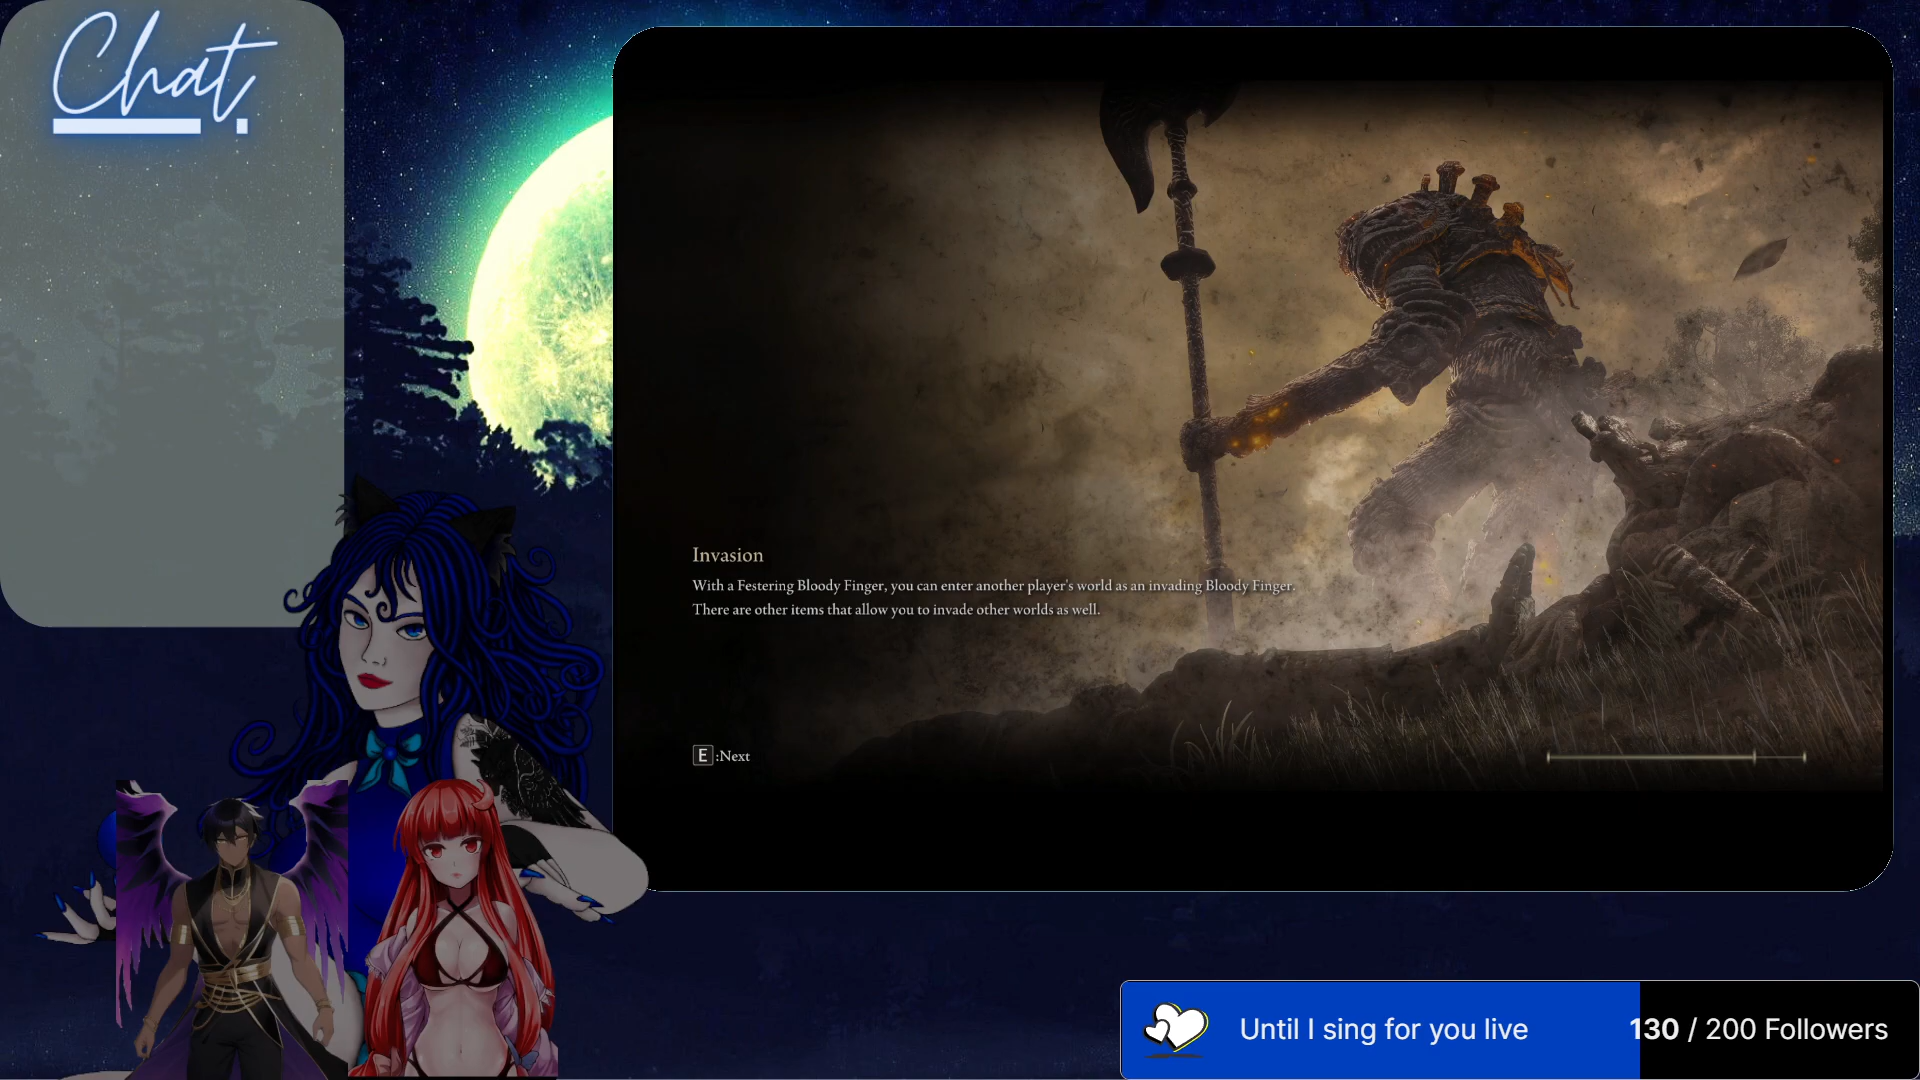 Chat
Invasion
With a Festering Bloody Finger, you can enter another player's world as an invading Bloody Finger.
There are other items that allow you to invade other worlds as well.
E :Next
Until I sing for you live
130 / 200 Followers